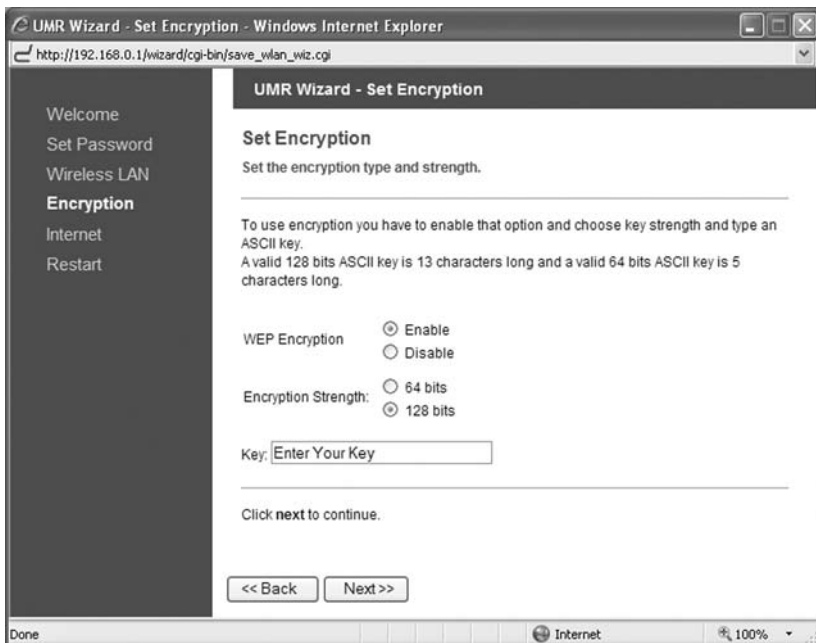 UMR Wizard - Set Encryption - Windows Internet Explorer
http://192.168.0.1/wizard/cgi-bin/save_wlan_wiz.cgi
UMR Wizard - Set Encryption
Welcome
Set Password
Wireless LAN
Encryption
Internet
Restart
Set Encryption
Set the encryption type and strength.
To use encryption you have to enable that option and choose key strength and type an
ASCII key.
A valid 128 bits ASCII key is 13 characters long and a valid 64 bits ASCII key is 5
characters long.
WEP Encryption
Enable
Disable
Encryption Strength:
64 bits
128 bits
Key: Enter Your Key
Click next to continue.
<< Back
Next >>
Done
Internet
100%